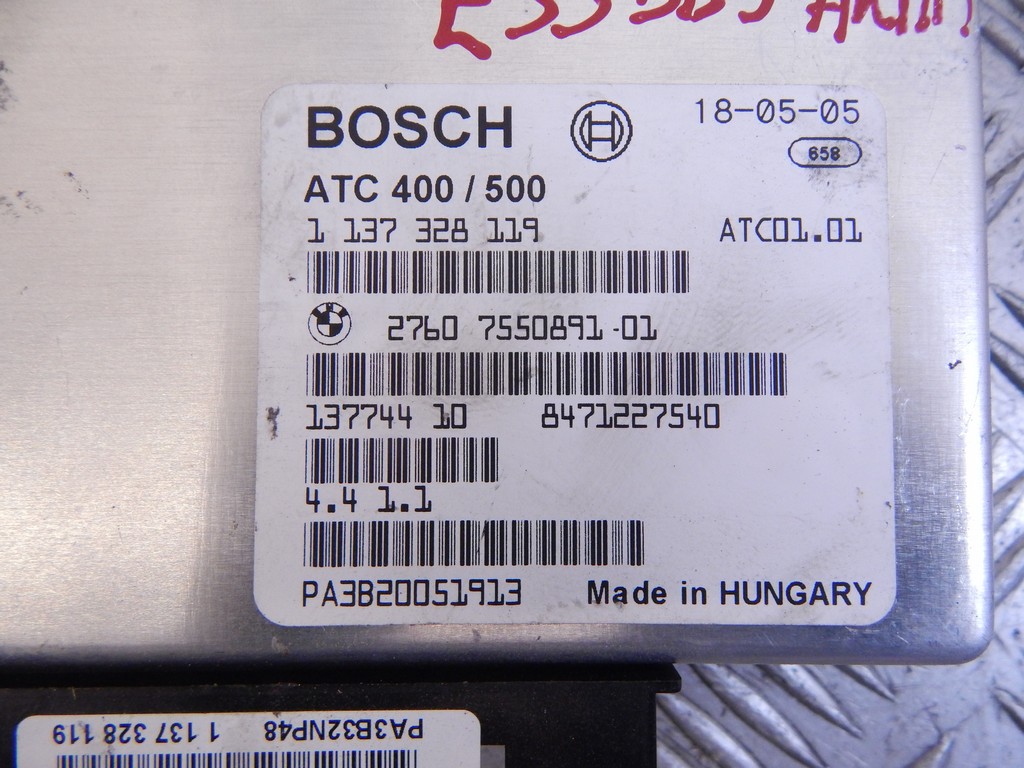 BOSCH 18-05-05
658
ATC 400 / 500
1 137 328 119 ATC01.01
2760 7550891-01
137744 10 8471227540
4.4 1.1
PA3B20051913 Made in HUNGARY
PA3B32NP48 1 137 328 119